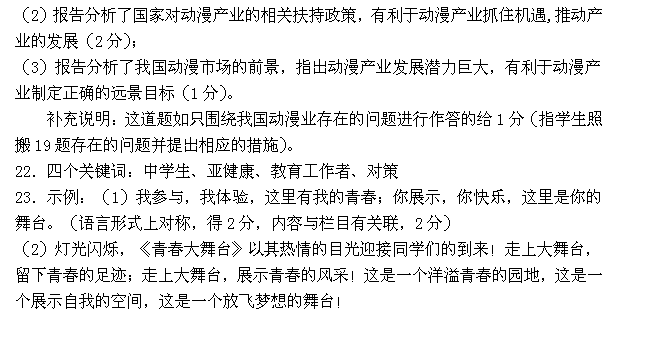 （2）报告分析了国家对动漫产业的相关扶持政策，有利于动漫产业抓住机遇,推动产
业的发展（2分）；
（3）报告分析了我国动漫市场的前景，指出动漫产业发展潜力巨大，有利于动漫产
业制定正确的远景目标（1分）。
补充说明：这道题如只围绕我国动漫业存在的问题进行作答的给1分（指学生照
搬19题存在的问题并提出相应的措施）。
22．四个关键词：中学生、亚健康、教育工作者、对策
23．示例：（1）我参与，我体验，这里有我的青春；你展示，你快乐，这里是你的
舞台。（语言形式上对称，得2分，内容与栏目有关联，2分）
（2）灯光闪烁，《青春大舞台》以其热情的目光迎接同学们的到来！走上大舞台，
留下青春的足迹；走上大舞台，展示青春的风采！这是一个洋溢青春的园地，这是一
个展示自我的空间，这是一个放飞梦想的舞台！